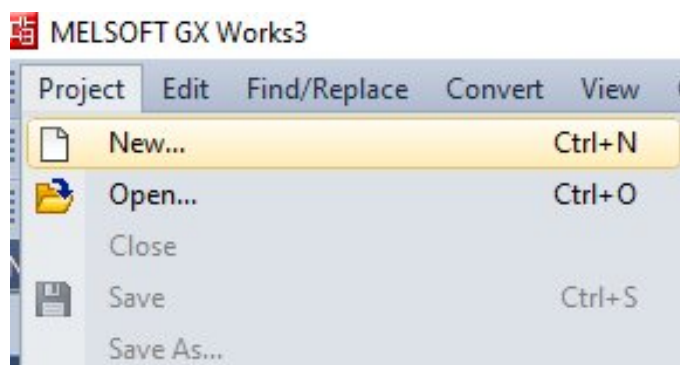 MELSOFT GX Works3
Project Edit Find/Replace Convert View
New... Ctrl+N
Open... Ctrl+O
Close
Save Ctrl+S
Save As...